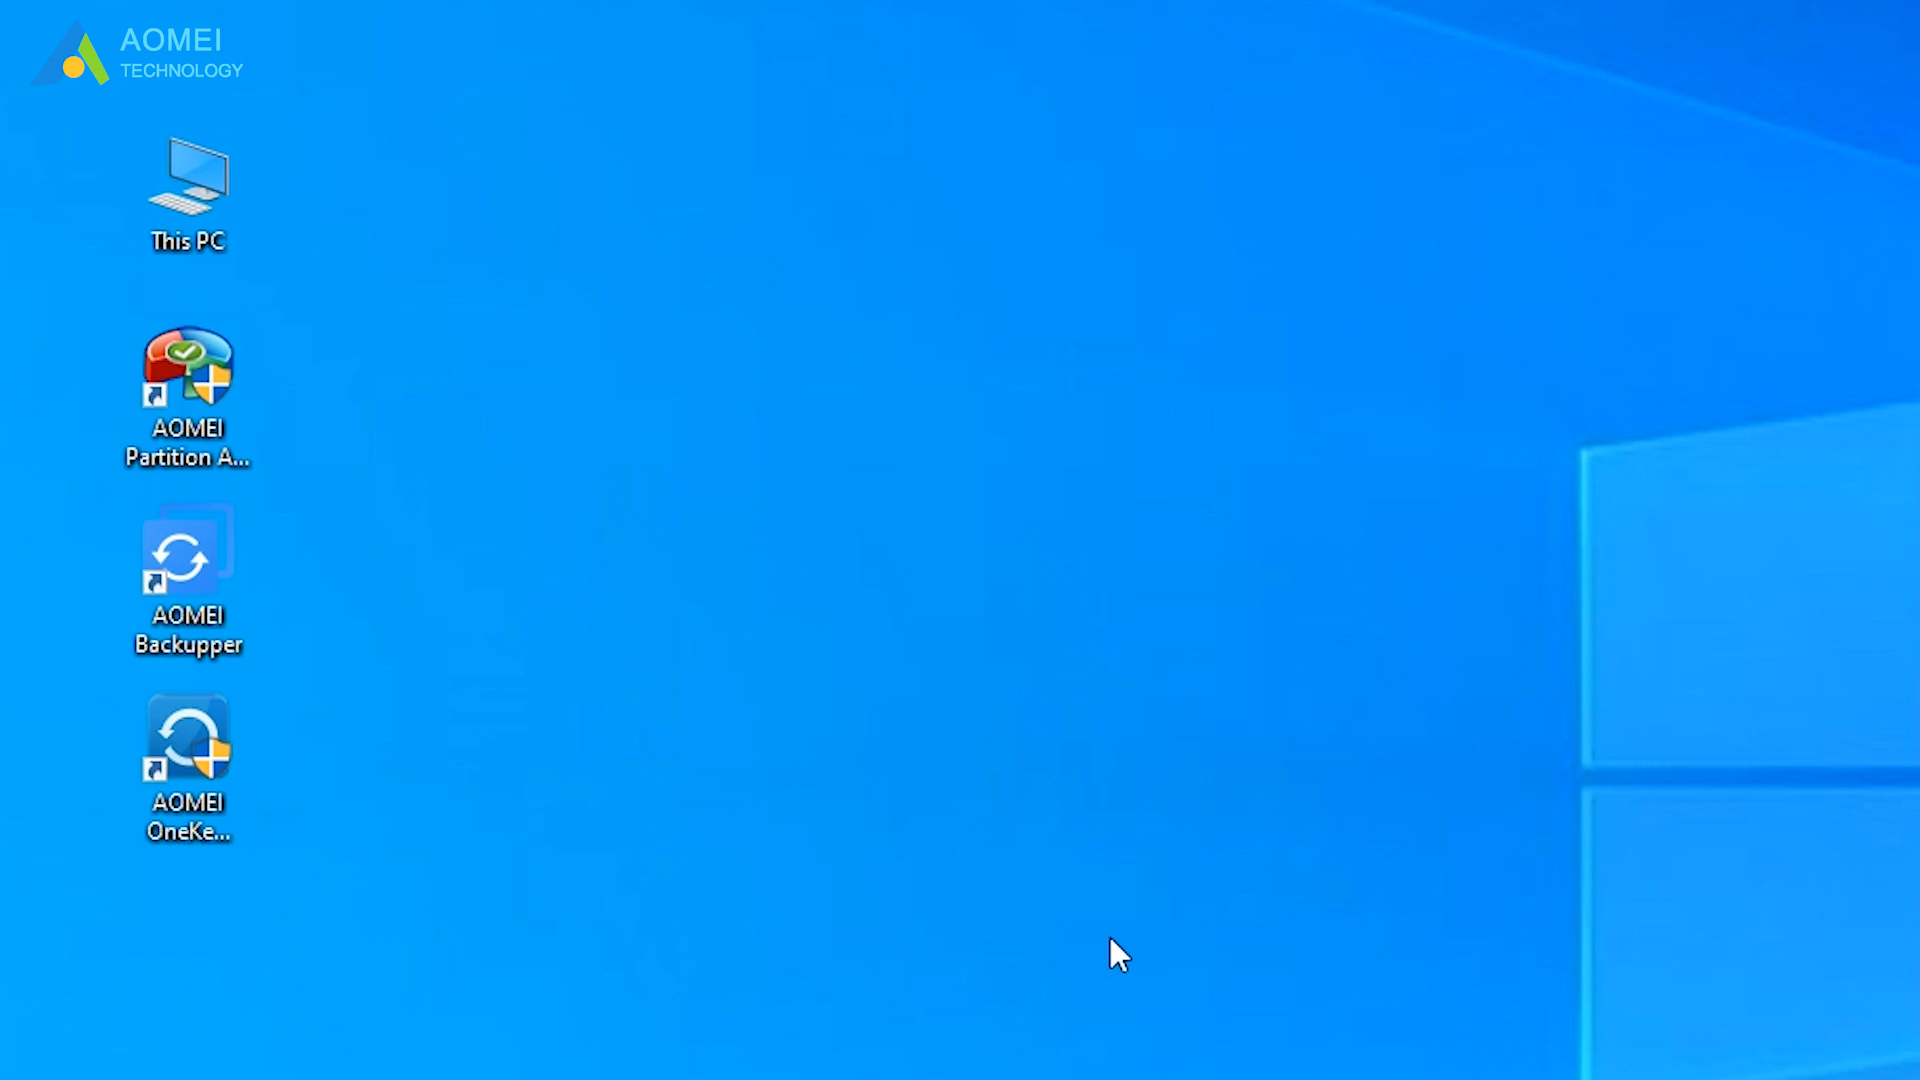 AOMEI
TECHNOLOGY
This PC
AOMEI
Partition A...
AOMEI
Backupper
AOMEI
OneKe...